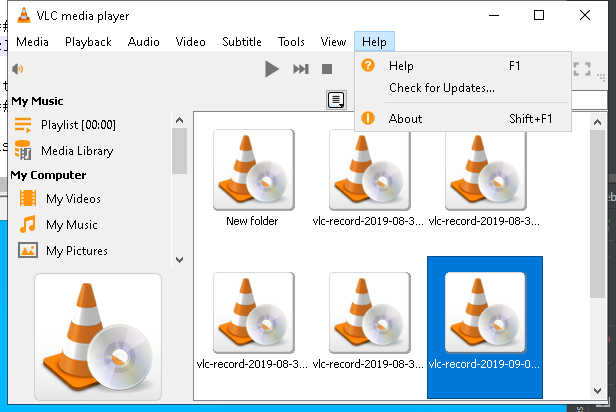 VLC media player
Media Playback Audio Video Subtitle Tools View Help
Help F1
Check for Updates...
About Shift+F1
My Music
Playlist [00:00]
Media Library
My Computer
My Videos
My Music
My Pictures
New folder vlc-record-2019-08-3... vlc-record-2019-08-3...
vlc-record-2019-08-3... vlc-record-2019-08-3... vlc-record-2019-09-0...